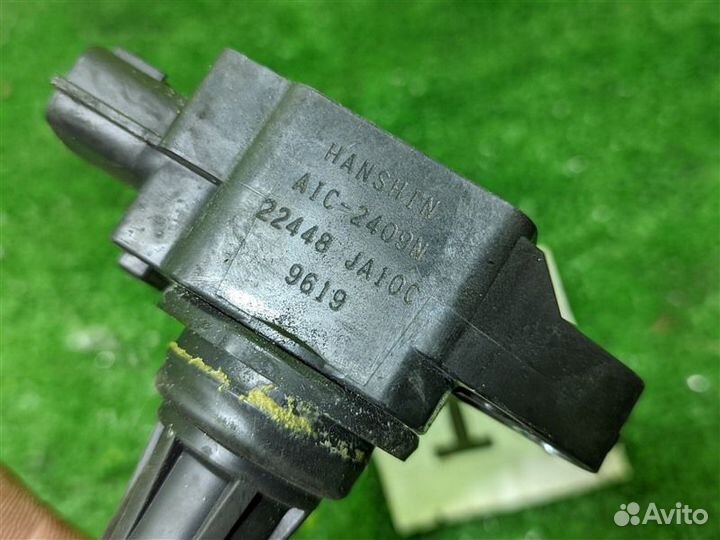 HANSHIN
AIC-2409N
22448 JA10C
9619
Avito